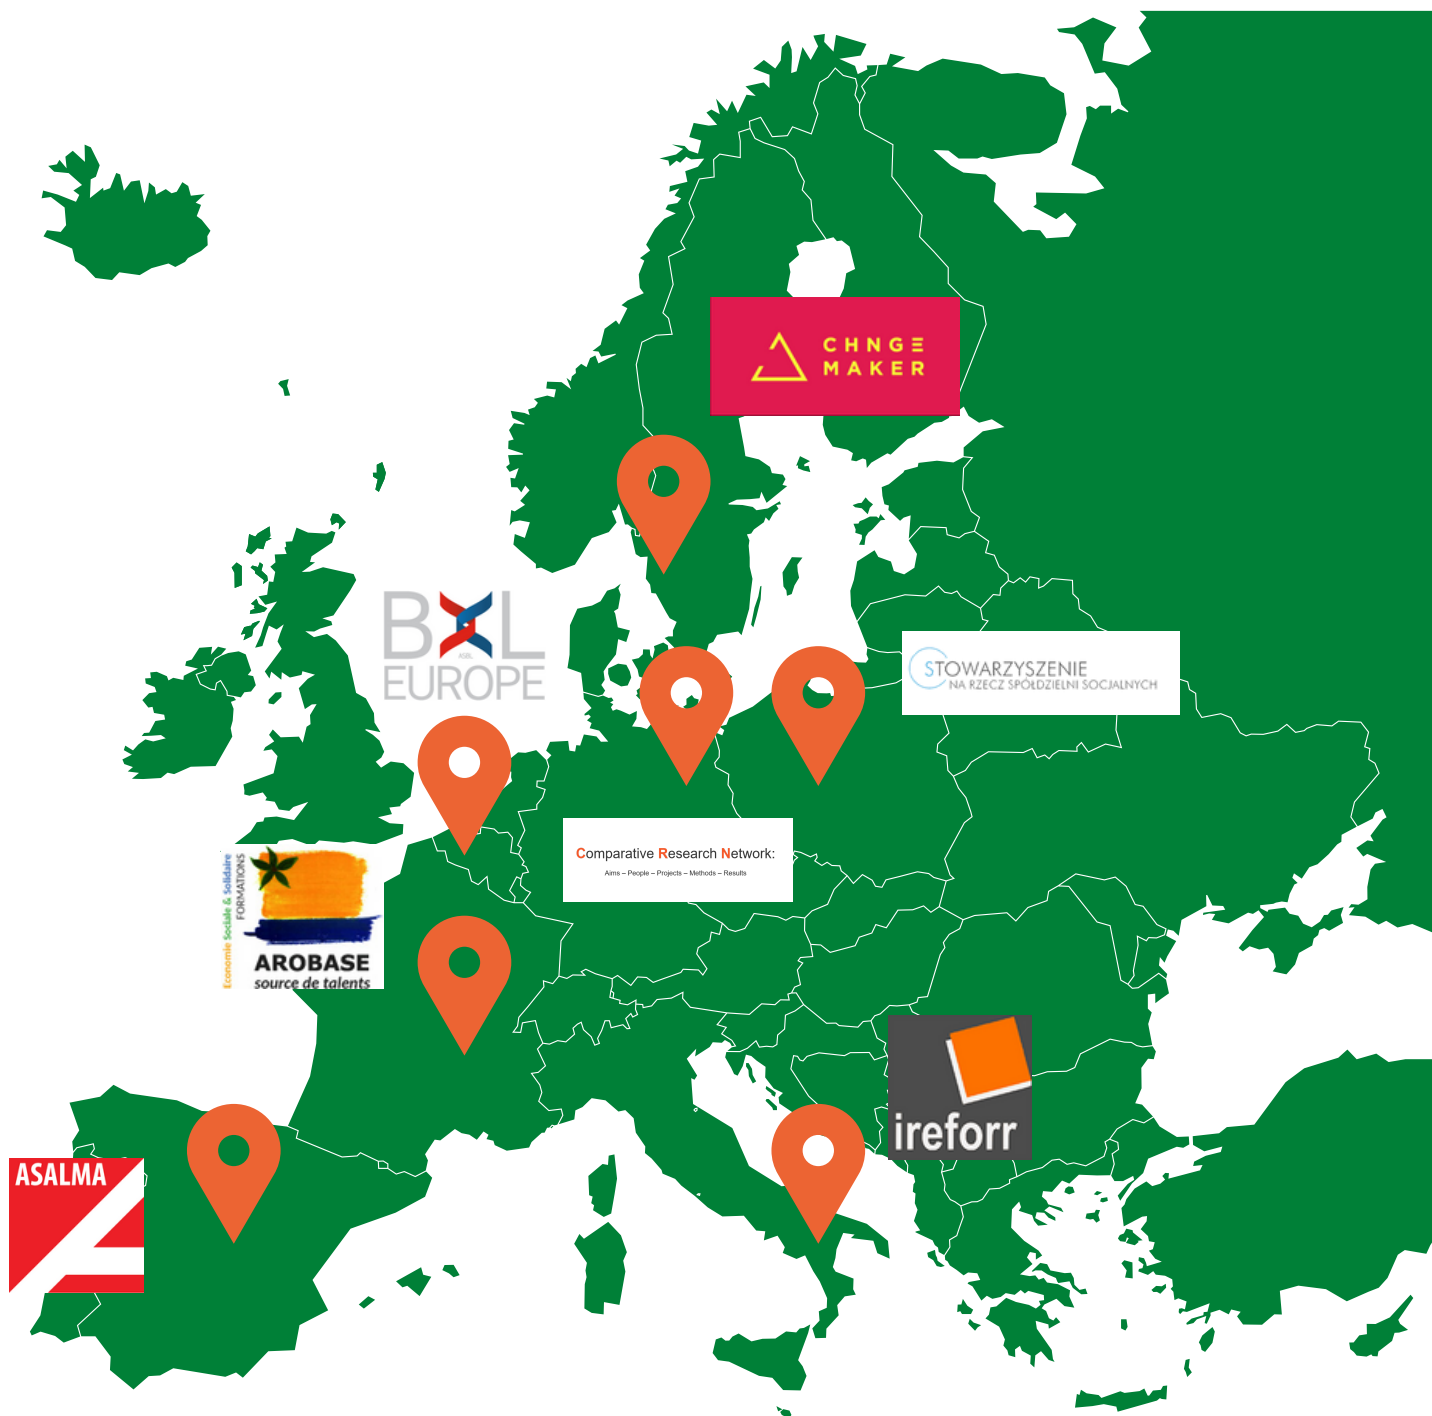 CHNGE
MAKER
BXL
ASBL
EUROPE
STOWARZYSZENIE
NA RZECZ SPÓŁDZIELNI SOCJALNYCH
Comparative Research Network:
Aims – People – Projects – Methods – Results
Economie Sociale & Solidaire
FORMATIONS
AROBASE
source de talents
ireforr
ASALMA